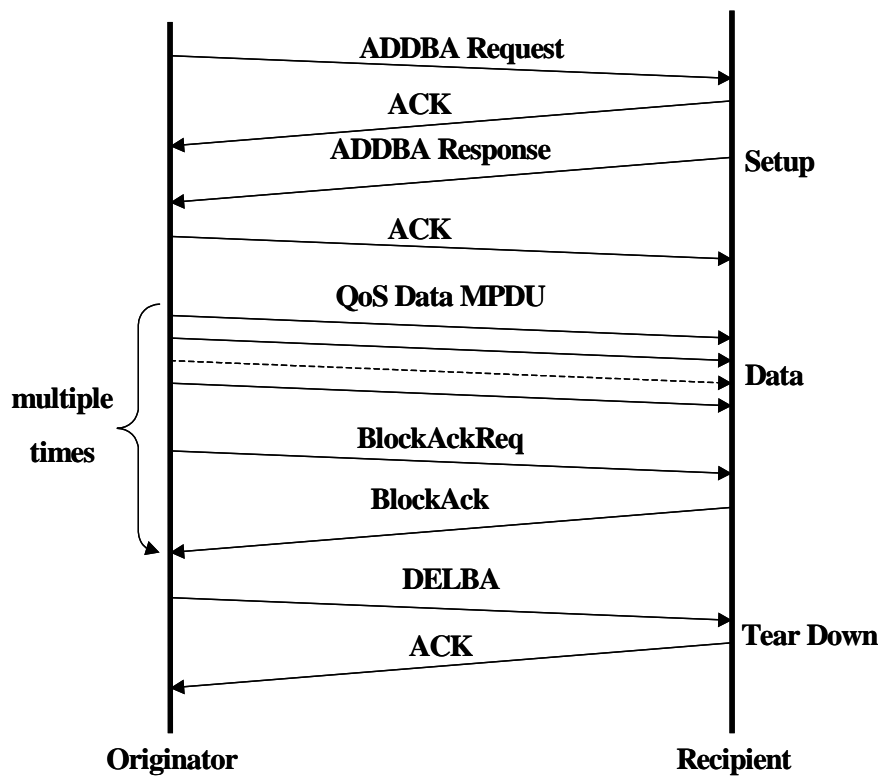 ADDBA Request
ACK
ADDBA Response
Setup
ACK
QoS Data MPDU
Data
multiple
times
BlockAckReq
BlockAck
DELBA
Tear Down
ACK
Originator
Recipient